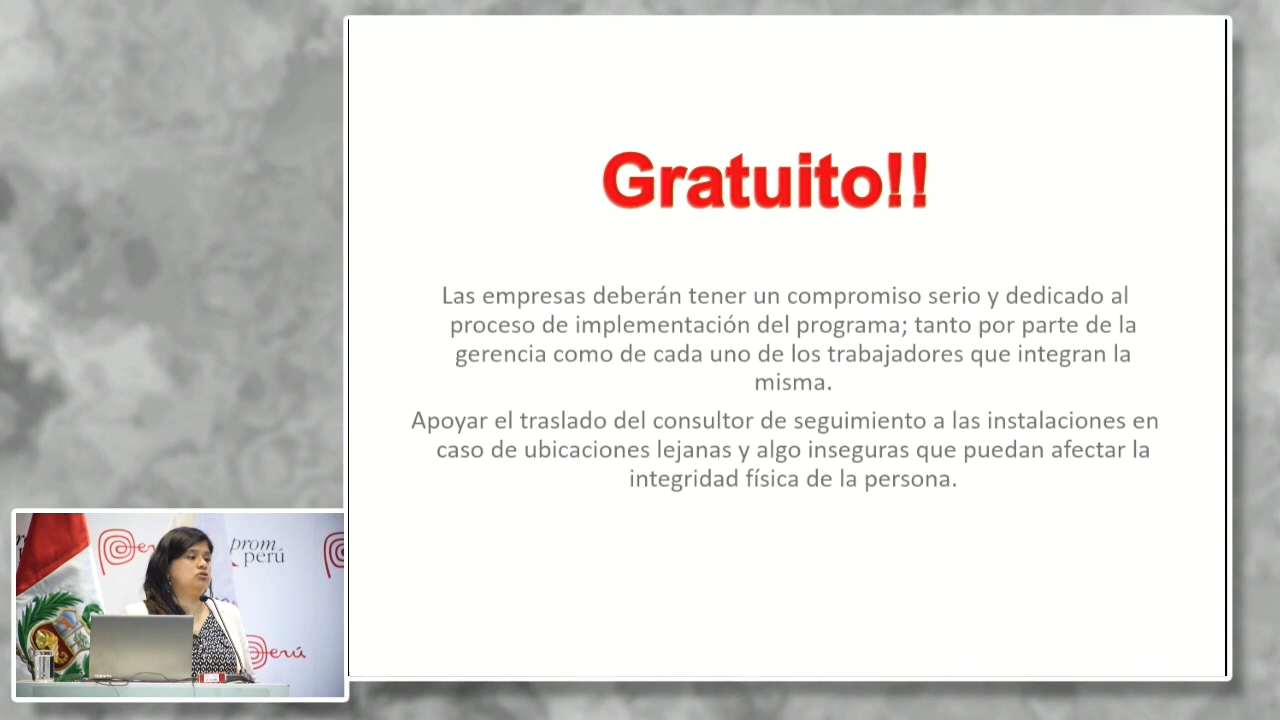 Gratuito!!
Las empresas deberán tener un compromiso serio y dedicado al
proceso de implementación del programa; tanto por parte de la
gerencia como de cada uno de los trabajadores que integran la
misma.
Apoyar el traslado del consultor de seguimiento a las instalaciones en
caso de ubicaciones lejanas y algo inseguras que puedan afectar la
integridad física de la persona.
prom
perú
Perú